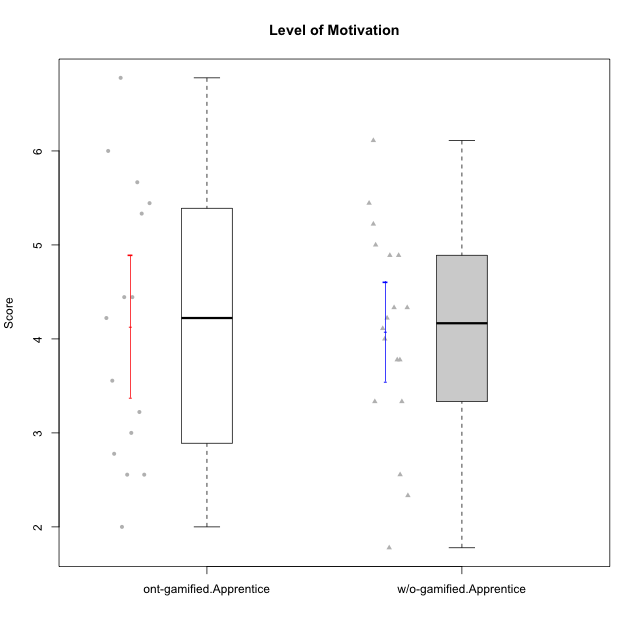 Level of Motivation
Score
6
5
4
3
2
ont-gamified.Apprentice
w/o-gamified.Apprentice